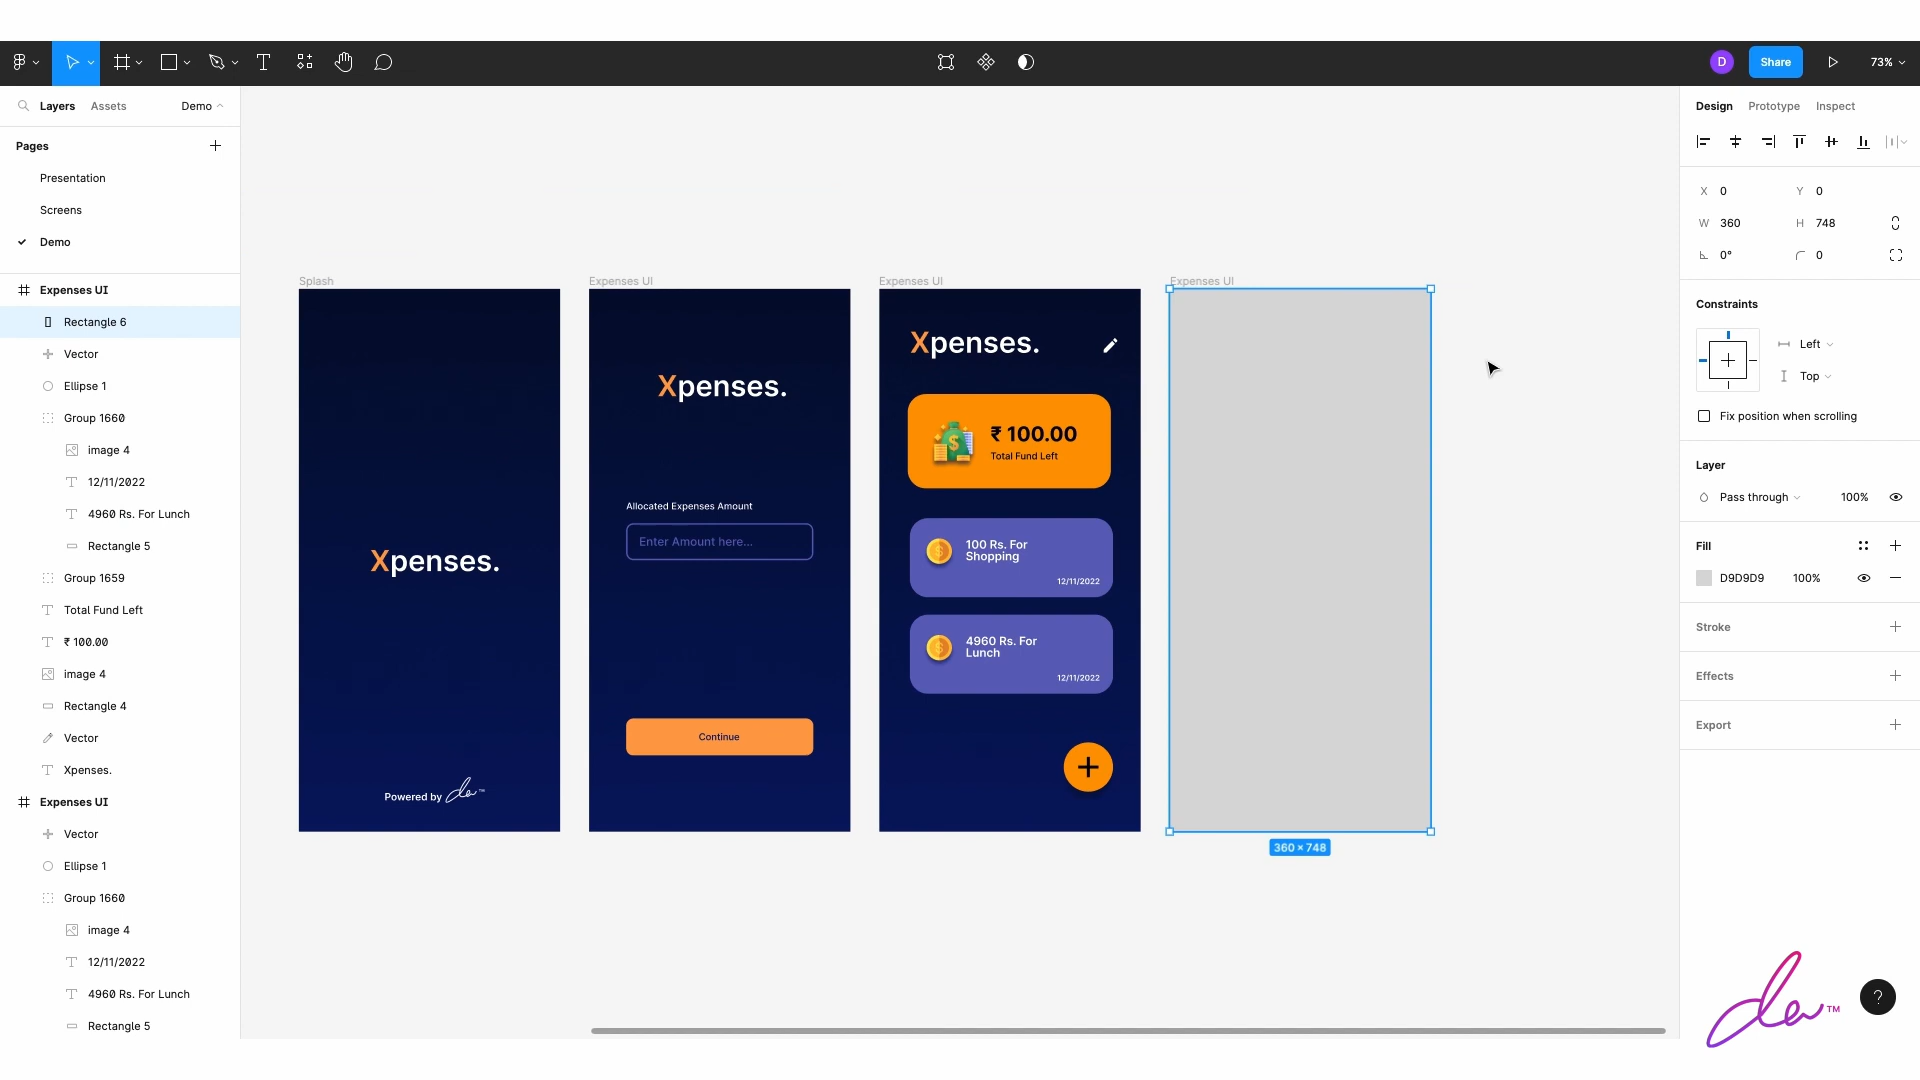 D
Share
73%
Layers
Assets
Demo
Pages
Presentation
Screens
Demo
Expenses UI
Rectangle 6
Vector
Ellipse 1
Group 1660
image 4
12/11/2022
4960 Rs. For Lunch
Rectangle 5
Group 1659
Total Fund Left
₹ 100.00
image 4
Rectangle 4
Vector
Xpenses.
Expenses UI
Vector
Ellipse 1
Group 1660
image 4
12/11/2022
4960 Rs. For Lunch
Rectangle 5
Splash
Xpenses.
Powered by
TM
Expenses UI
Xpenses.
Allocated Expenses Amount
Enter Amount here...
Continue
Expenses UI
Xpenses.
₹ 100.00
Total Fund Left
100 Rs. For
Shopping
12/11/2022
4960 Rs. For
Lunch
12/11/2022
Expenses UI
360 × 748
Design
Prototype
Inspect
X 0
Y 0
W 360
H 748
0°
0
Constraints
Left
Top
Fix position when scrolling
Layer
Pass through
100%
Fill
D9D9D9
100%
Stroke
Effects
Export
TM
?